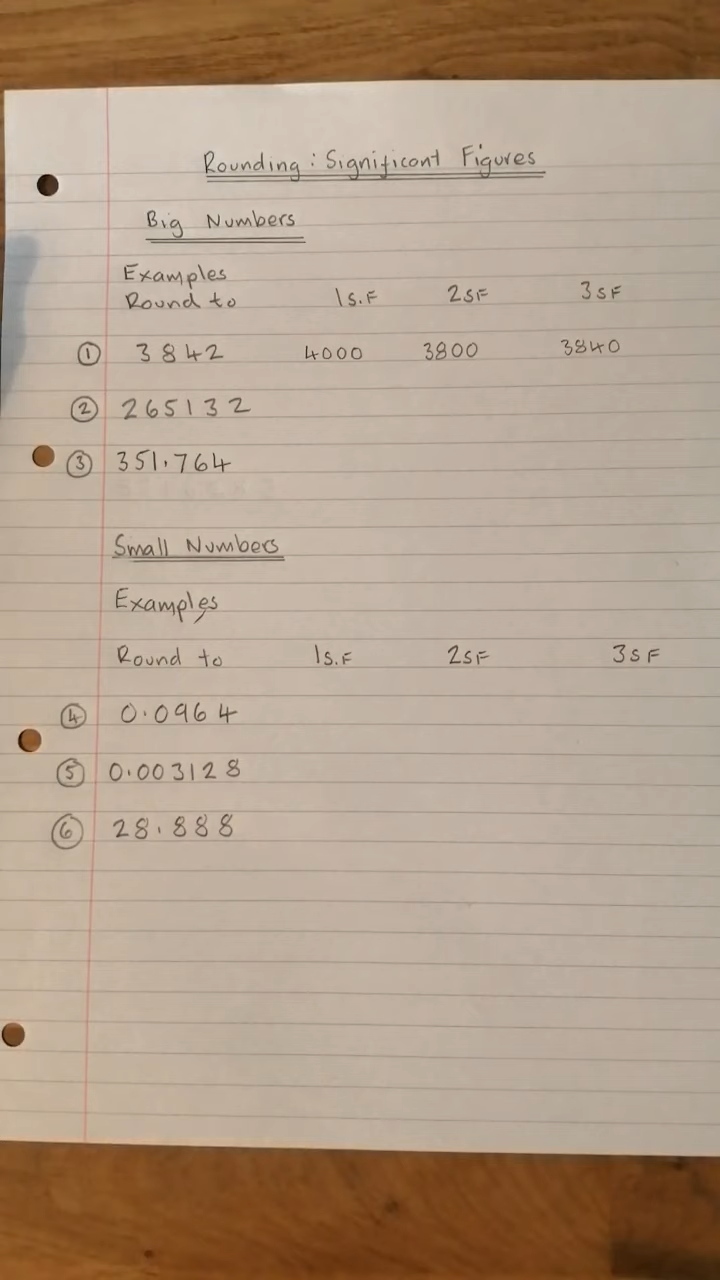 Rounding : Significant Figures
Big Numbers
Examples
Round to 1s.F 2SF 3SF
① 3842 4000 3800 3840
② 265132
③ 351.764
Small Numbers
Examples
Round to 1s.F 2SF 3SF
④ 0.0964
⑤ 0.003128
⑥ 28.888